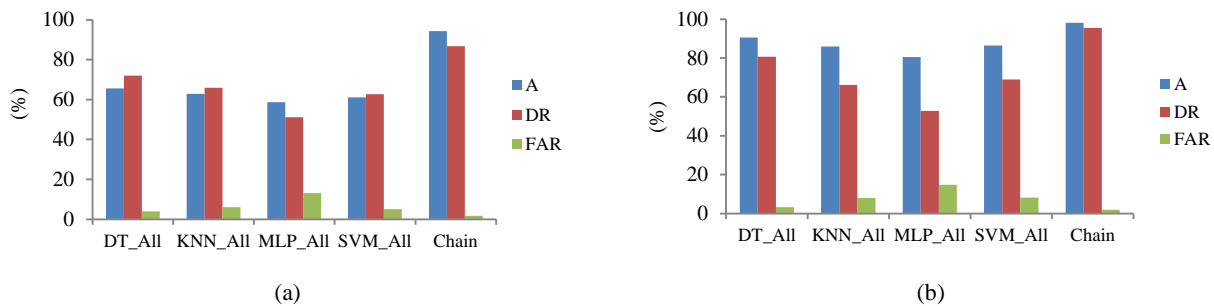 100
80
60
40
20
0
(%)
DT_All KNN_All MLP_All SVM_All Chain
A
DR
FAR
(a)
100
80
60
40
20
0
(%)
DT_All KNN_All MLP_All SVM_All Chain
A
DR
FAR
(b)